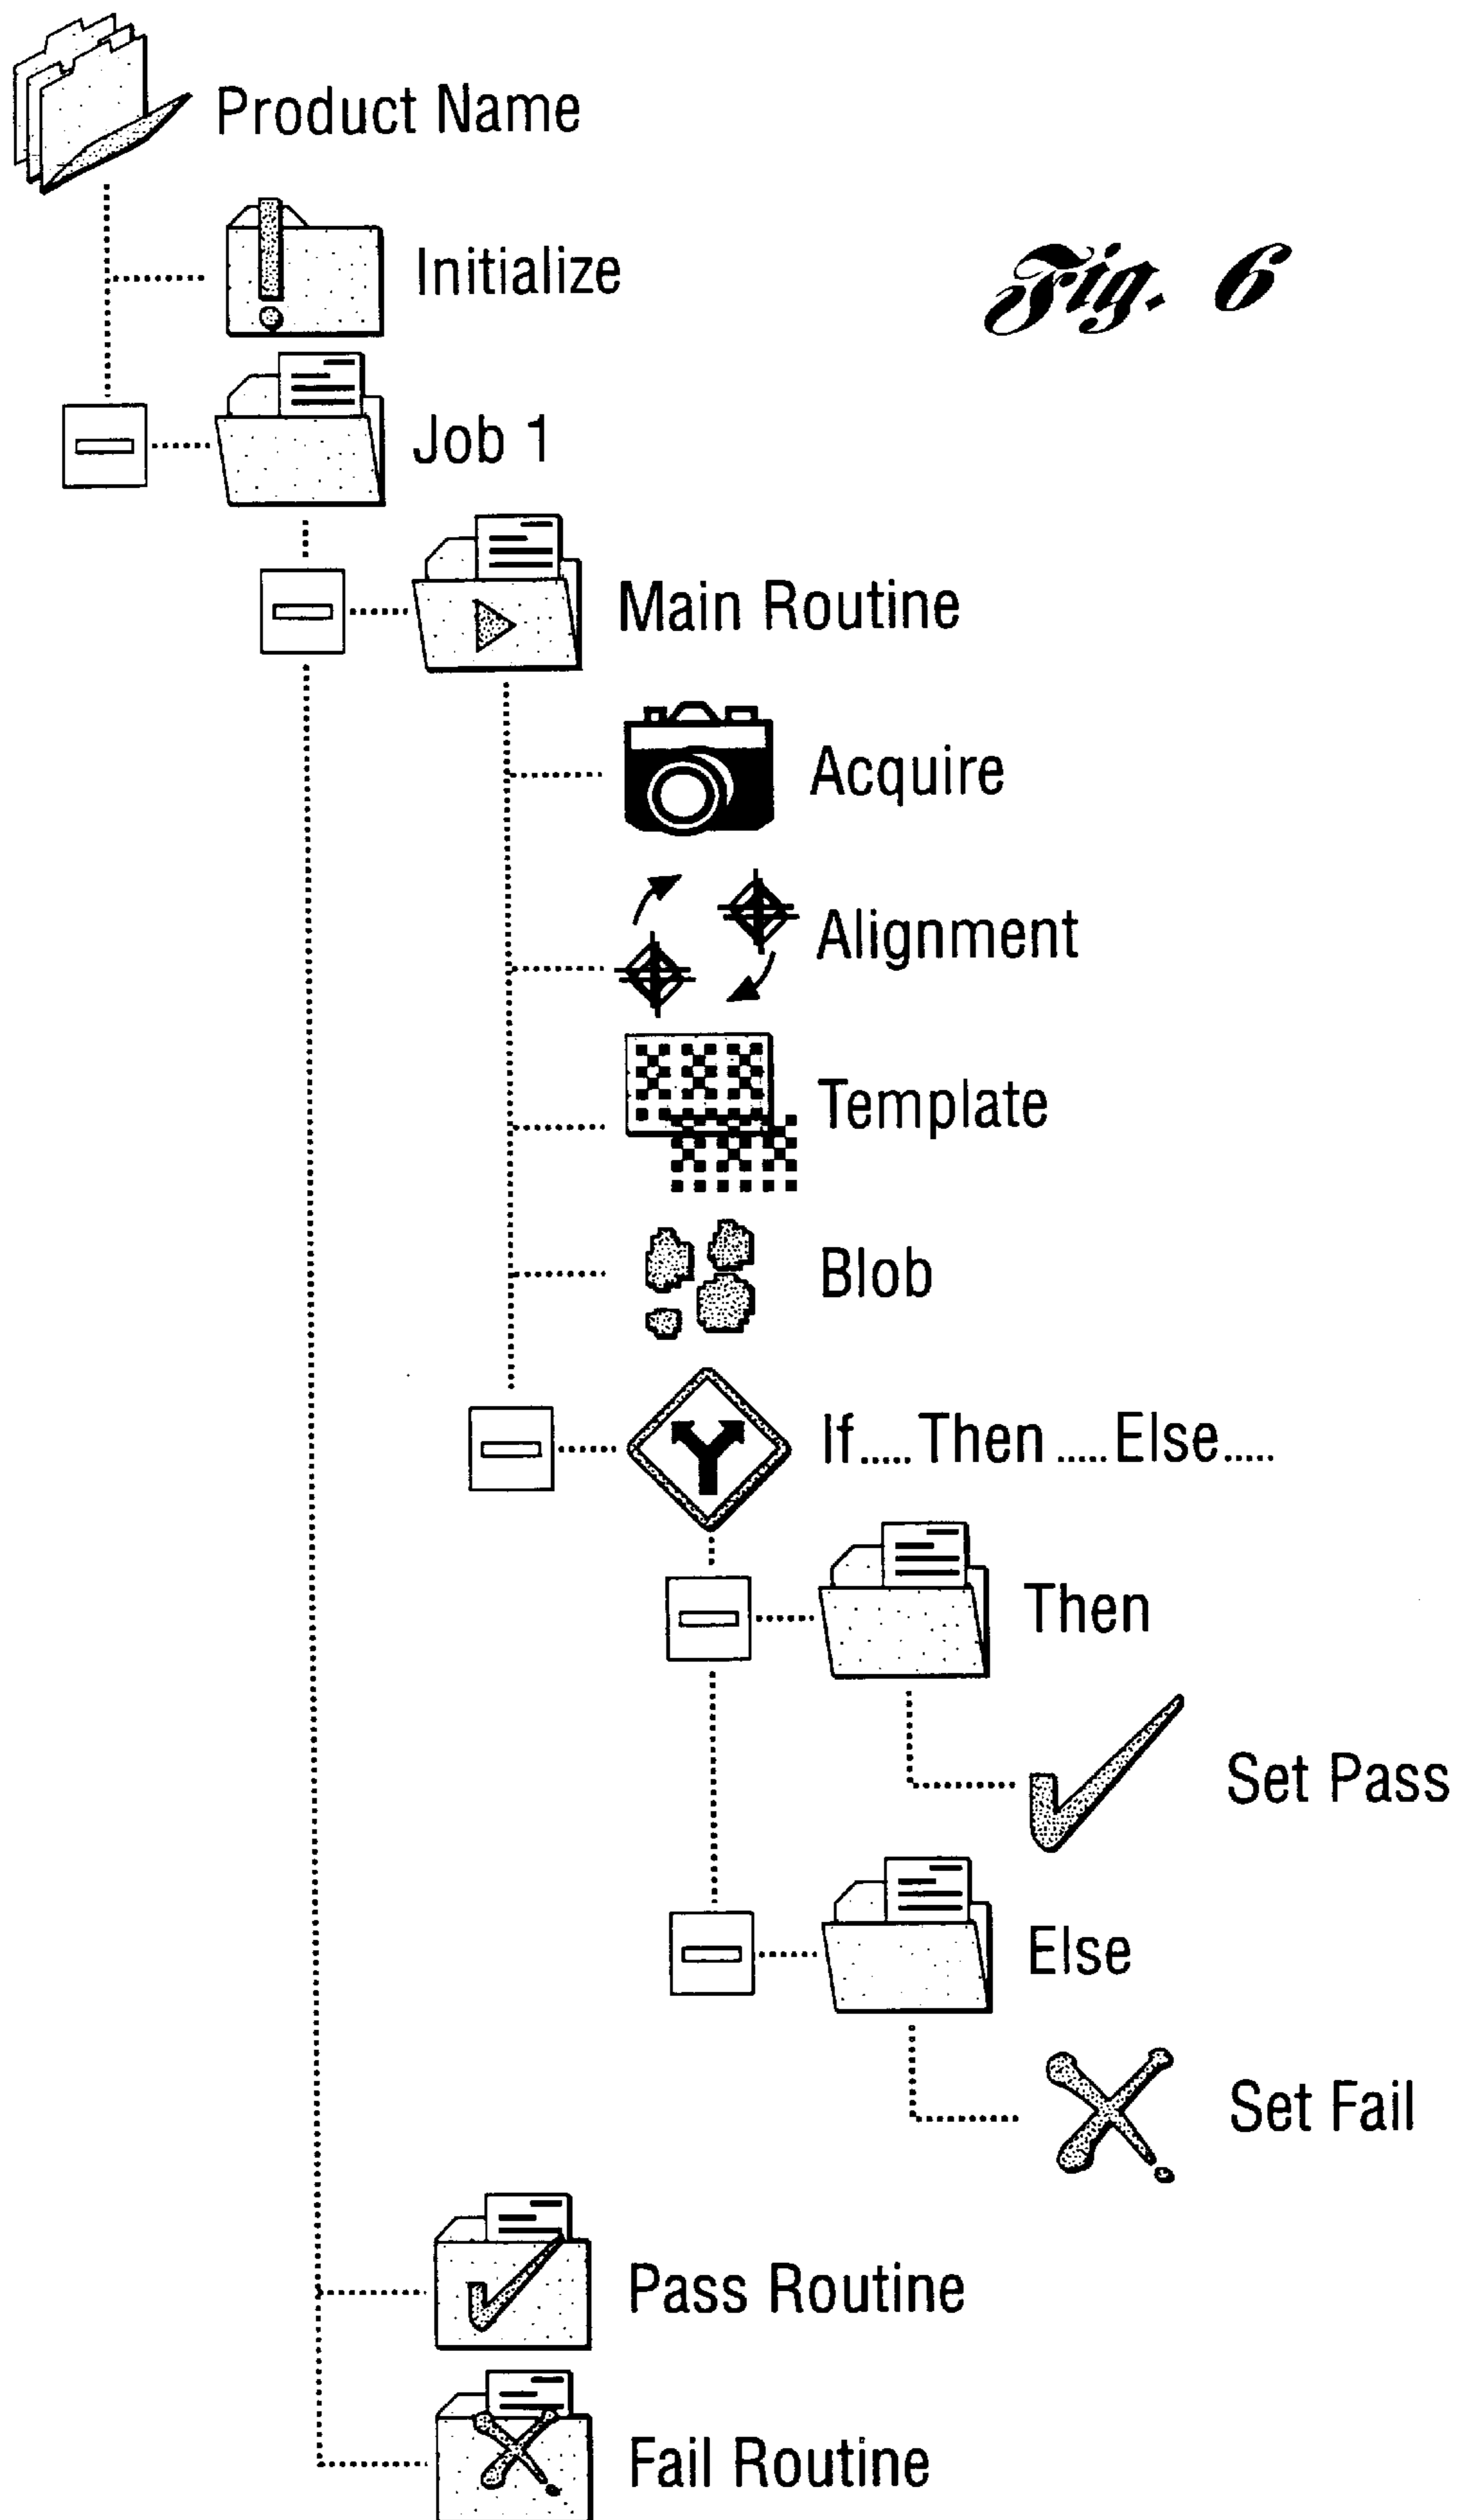 Product Name
Initialize
Fig. 6
Job 1
Main Routine
Acquire
Alignment
Template
Blob
If.....Then.....Else.....
Then
Set Pass
Else
Set Fail
Pass Routine
Fail Routine